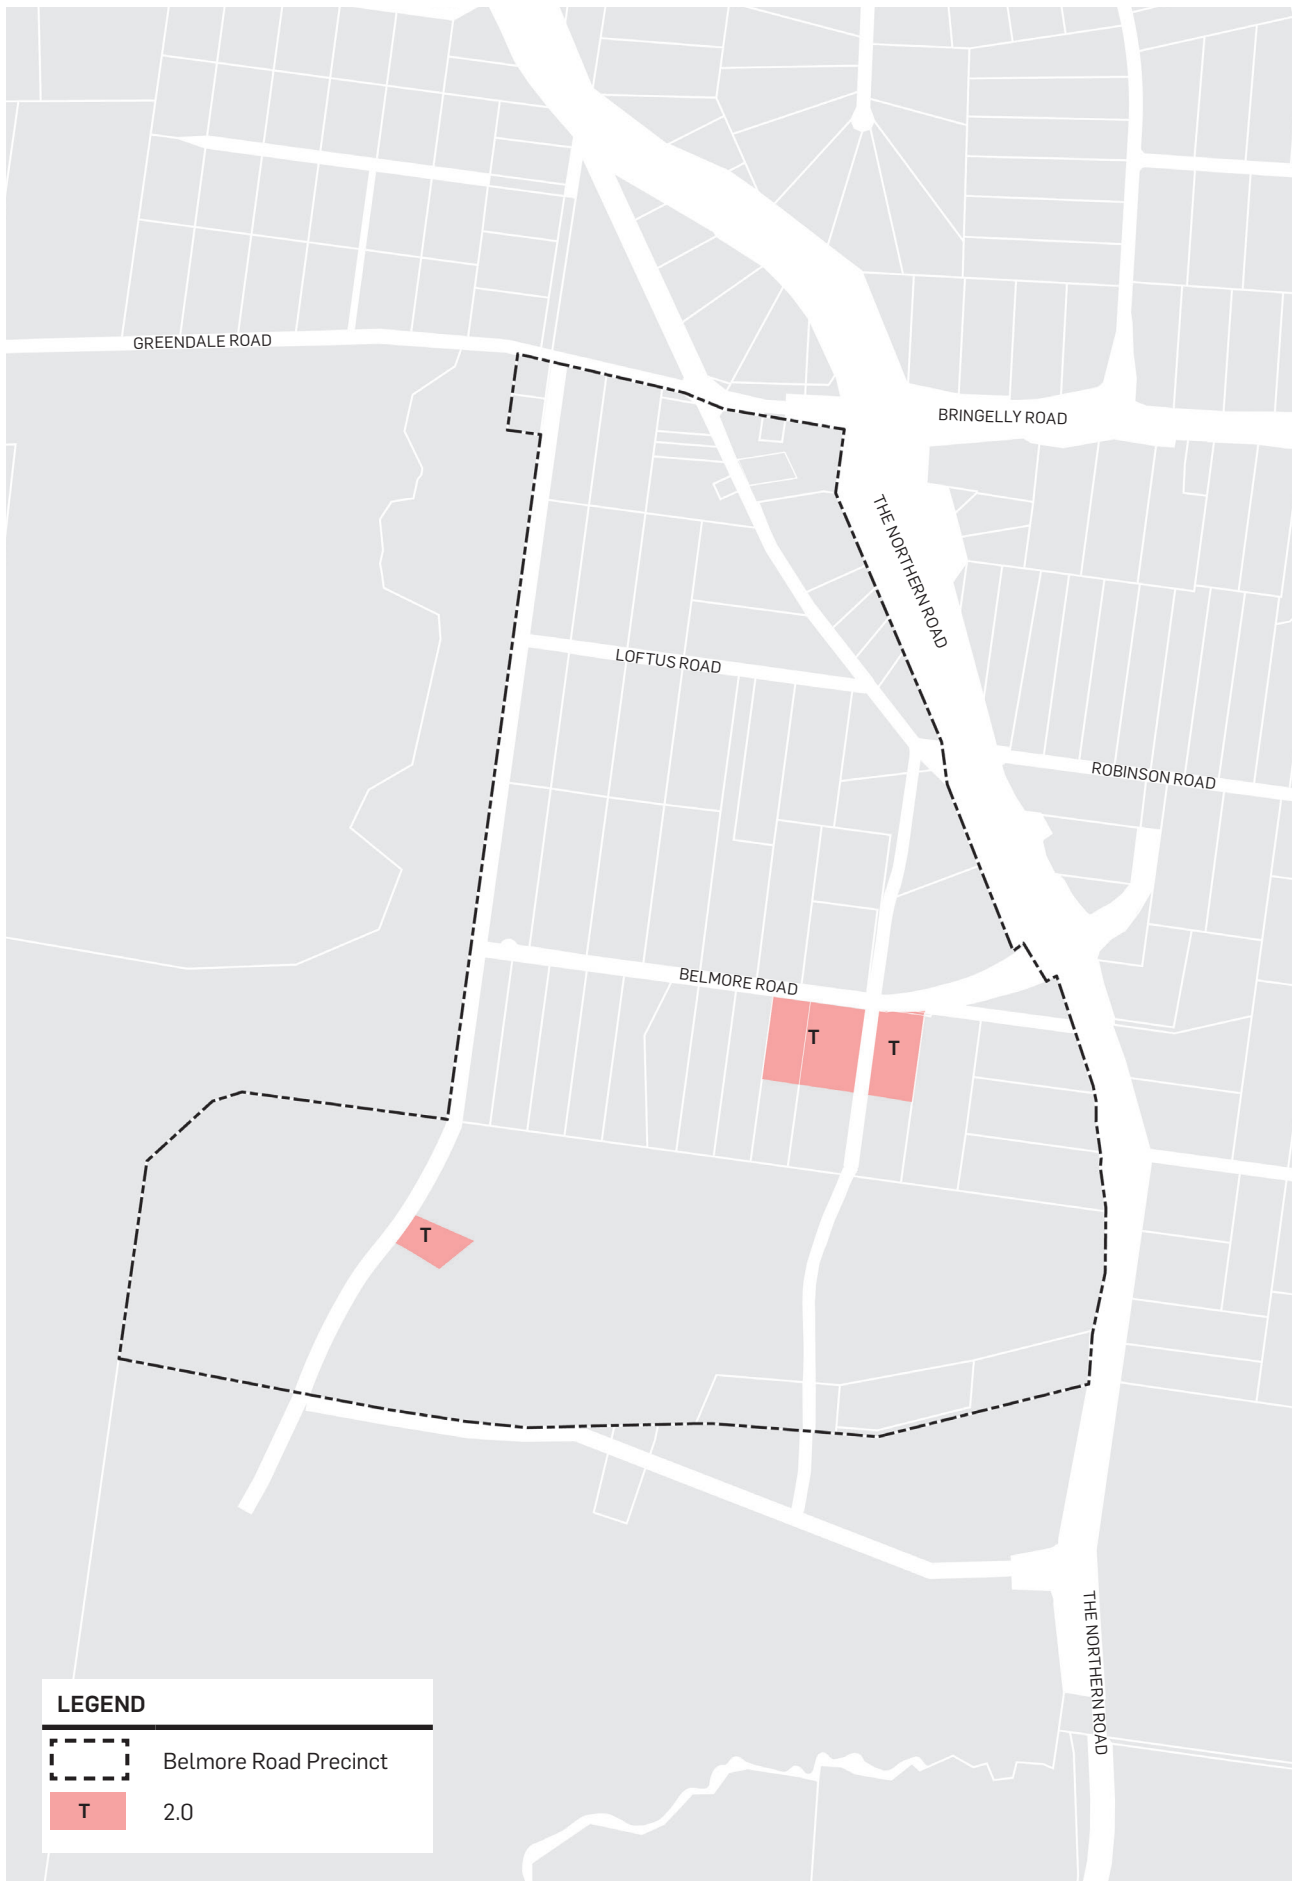 GREENDALE ROAD
BRINGELLY ROAD
THE NORTHERN ROAD
LOFTUS ROAD
ROBINSON ROAD
BELMORE ROAD
T
T
T
THE NORTHERN ROAD
LEGEND
Belmore Road Precinct
T 2.0